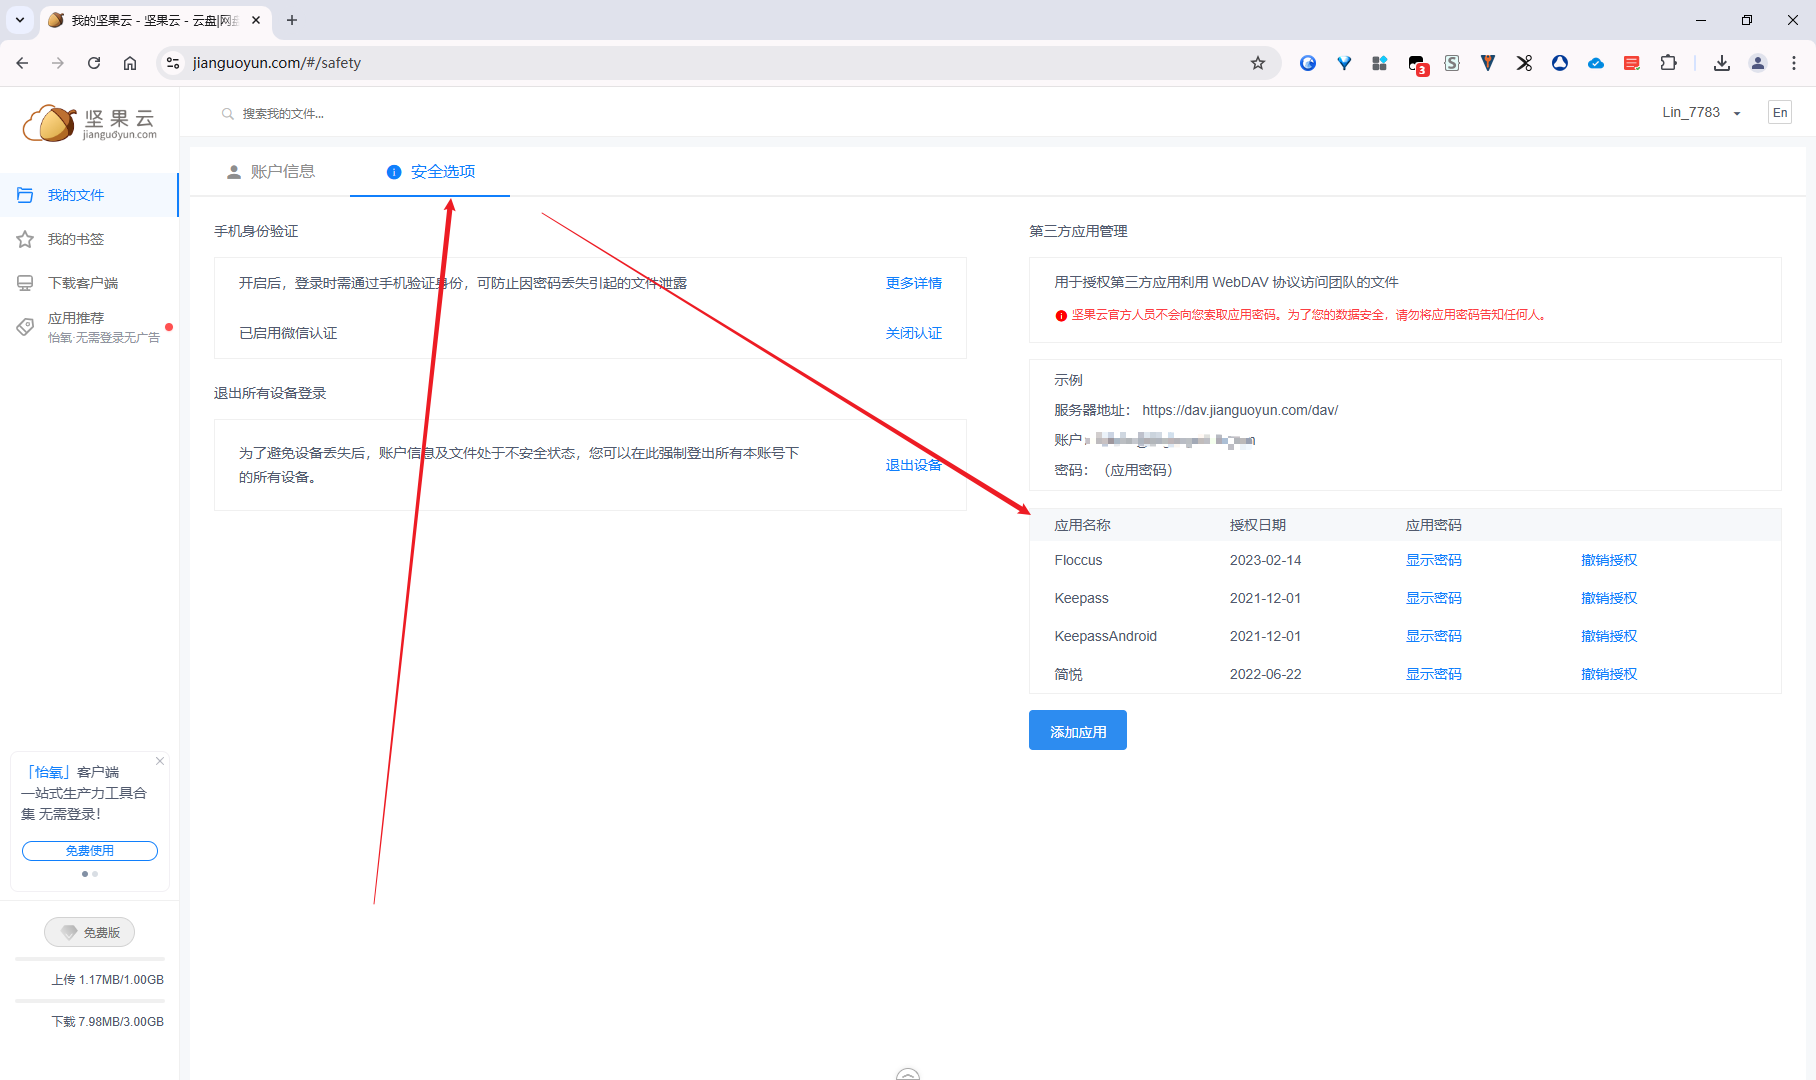 我的坚果云 - 坚果云 - 云盘|网盘
jianguoyun.com/#/safety
3
坚果云
jianguoyun.com
搜索我的文件...
Lin_7783
En
我的文件
我的书签
下载客户端
应用推荐
怡氧·无需登录无广告
账户信息
安全选项
手机身份验证
开启后，登录时需通过手机验证身份，可防止因密码丢失引起的文件泄露
更多详情
已启用微信认证
关闭认证
退出所有设备登录
为了避免设备丢失后，账户信息及文件处于不安全状态，您可以在此强制登出所有本账号下
的所有设备。
退出设备
第三方应用管理
用于授权第三方应用利用 WebDAV 协议访问团队的文件
坚果云官方人员不会向您索取应用密码。为了您的数据安全，请勿将应用密码告知任何人。
示例
服务器地址： https://dav.jianguoyun.com/dav/
账户：
密码：（应用密码）
应用名称 授权日期 应用密码
Floccus 2023-02-14 显示密码 撤销授权
Keepass 2021-12-01 显示密码 撤销授权
KeepassAndroid 2021-12-01 显示密码 撤销授权
简悦 2022-06-22 显示密码 撤销授权
添加应用
「怡氧」客户端
一站式生产力工具合
集 无需登录！
免费使用
免费版
上传 1.17MB/1.00GB
下载 7.98MB/3.00GB